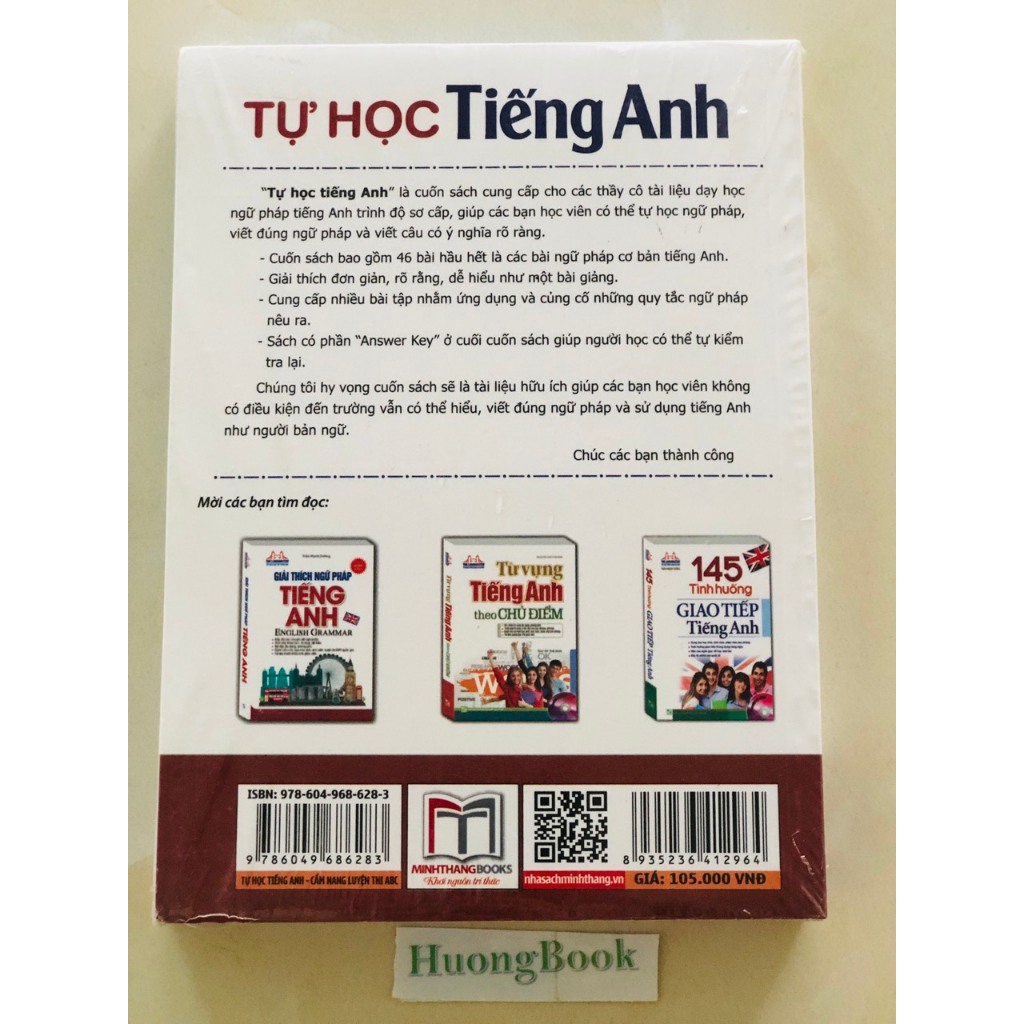 TỰ HỌC Tiếng Anh
"Tự học tiếng Anh" là cuốn sách cung cấp cho các thầy cô tài liệu dạy học
ngữ pháp tiếng Anh trình độ sơ cấp, giúp các bạn học viên có thể tự học ngữ pháp,
viết đúng ngữ pháp và viết câu có ý nghĩa rõ ràng.
- Cuốn sách bao gồm 46 bài hầu hết là các bài ngữ pháp cơ bản tiếng Anh.
- Giải thích đơn giản, rõ rằng, dễ hiểu như một bài giảng.
- Cung cấp nhiều bài tập nhằm ứng dụng và củng cố những quy tắc ngữ pháp
nêu ra.
- Sách có phần "Answer Key" ở cuối cuốn sách giúp người học có thể tự kiểm
tra lại.
Chúng tôi hy vọng cuốn sách sẽ là tài liệu hữu ích giúp các bạn học viên không
có điều kiện đến trường vẫn có thể hiểu, viết đúng ngữ pháp và sử dụng tiếng Anh
như người bản ngữ.
Chúc các bạn thành công
Mời các bạn tìm đọc:
GIẢI THÍCH NGỮ PHÁP
TIẾNG
ANH
ENGLISH GRAMMAR
Từ vựng
Tiếng Anh
theo CHỦ ĐIỂM
145
Tình huống
GIAO TIẾP
Tiếng Anh
ISBN: 978-604-968-628-3
9 786049 686283
TỰ HỌC TIẾNG ANH - CẨM NANG LUYỆN THI ABC
MINHTHANGBOOKS
Khơi nguồn tri thức
nhasachminhthang.vn
8 935236 412964
GIÁ: 105.000 VNĐ
HuongBook